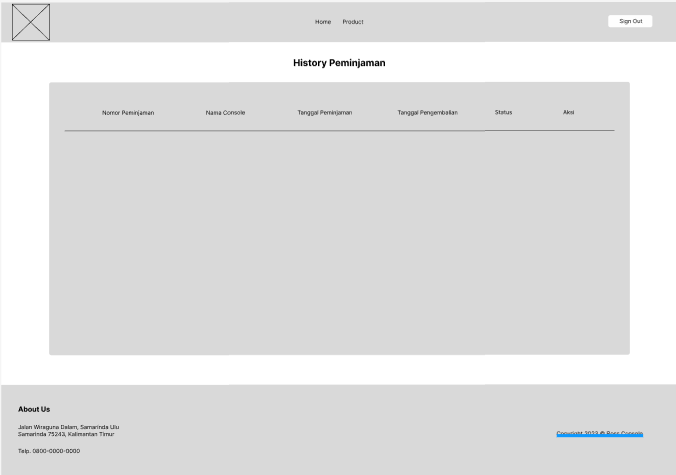 Home Product
Sign Out
History Peminjaman
Nomor Peminjaman Nama Console Tanggal Peminjaman Tanggal Pengembalian Status Aksi
About Us
Jalan Wiraguna Dalam, Samarinda Ulu
Samarinda 75243, Kalimantan Timur
Telp. 0800-0000-0000
Copyright 2023 © Boss Console